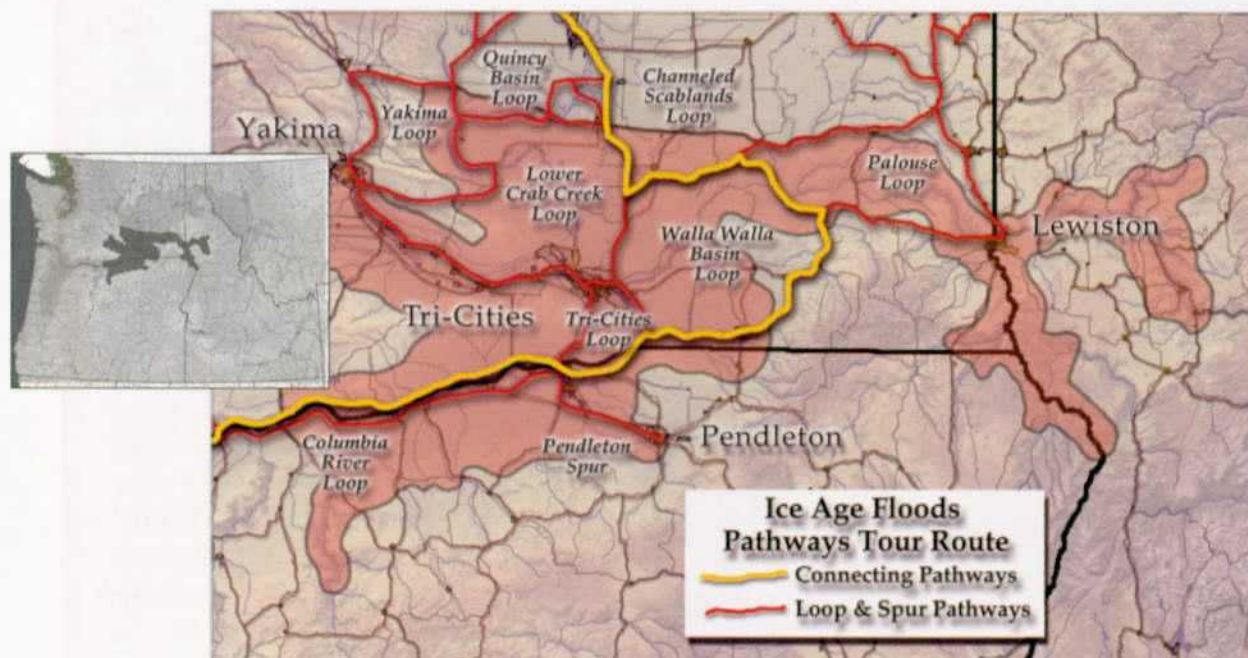 Quincy
Basin
Loop
Channeled
Scablands
Loop
Yakima
Loop
Yakima
Lower
Crab Creek
Loop
Palouse
Loop
Lewiston
Walla Walla
Basin
Loop
Tri-Cities
Tri-Cities
Loop
Columbia
River
Loop
Pendleton
Spur
Pendleton
Ice Age Floods
Pathways Tour Route
Connecting Pathways
Loop & Spur Pathways